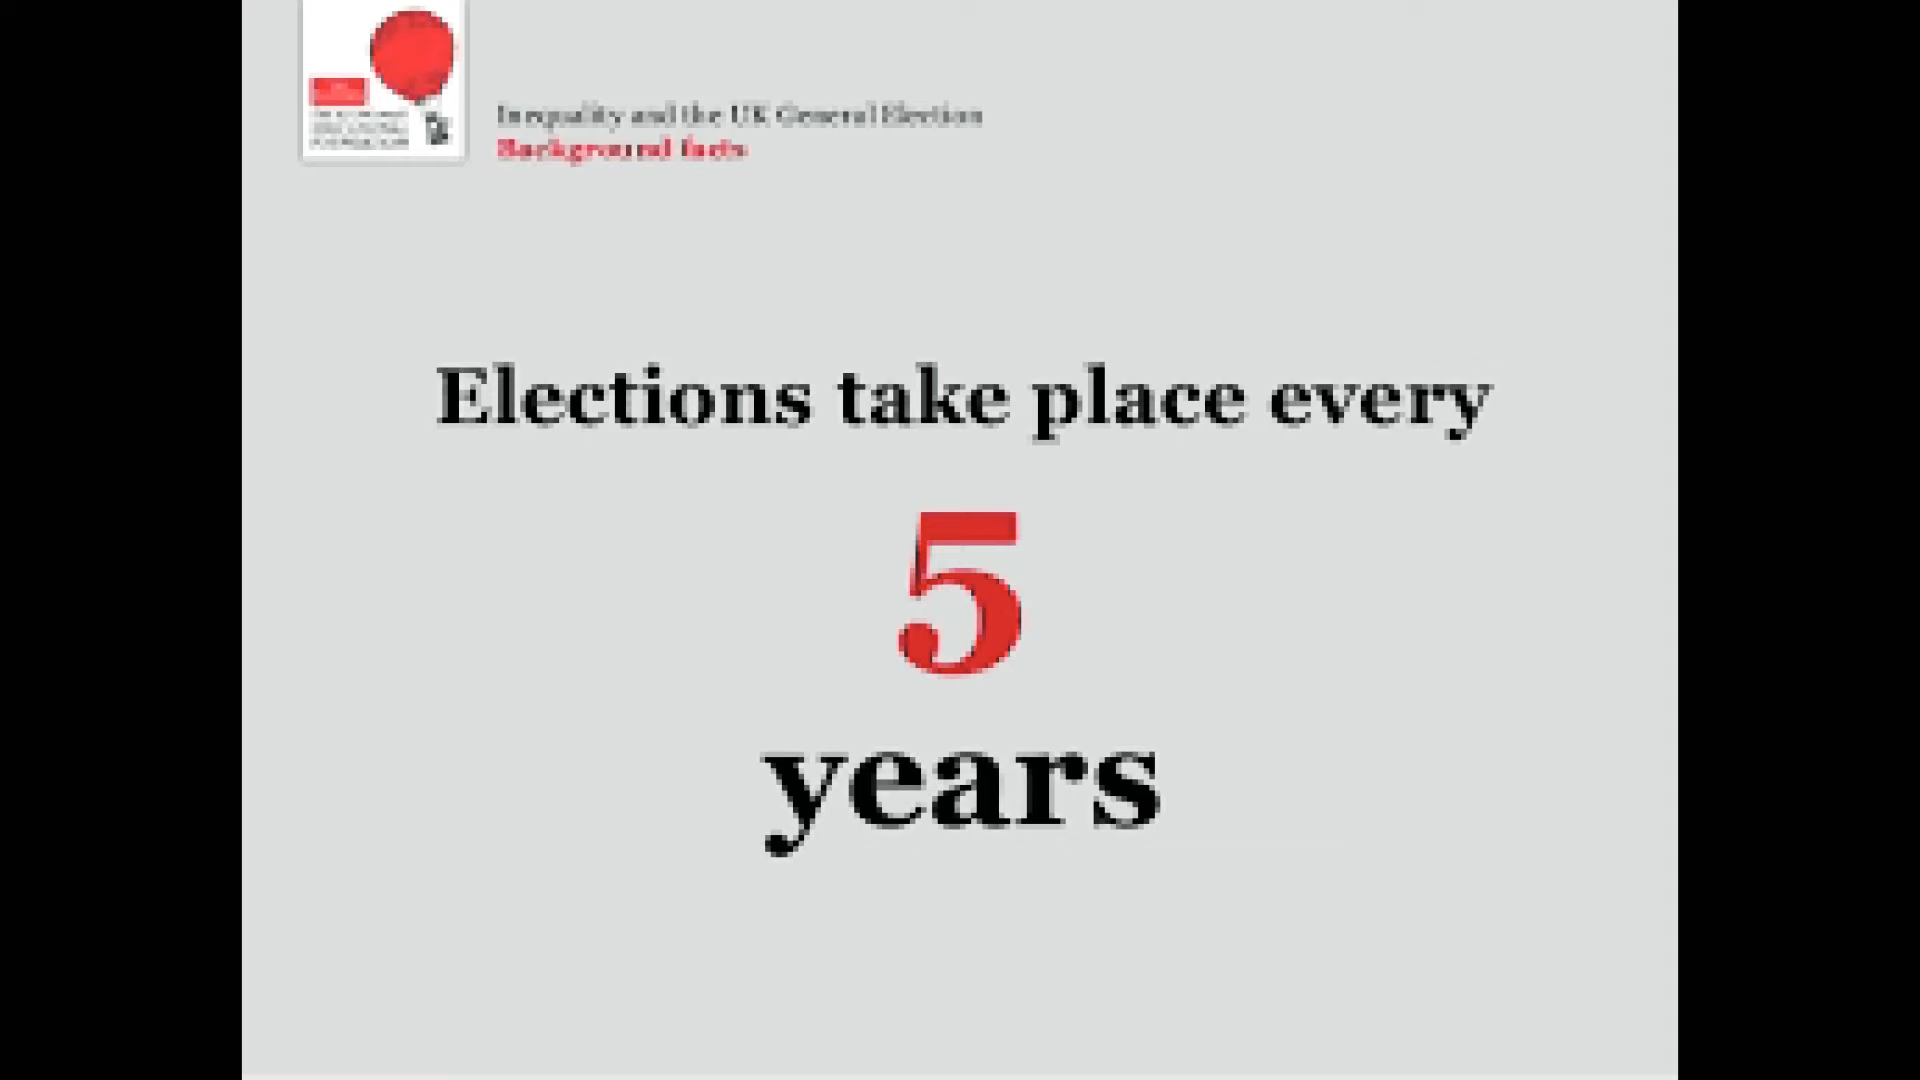 Inequality and the UK General Election
Background facts
Elections take place every
5
years